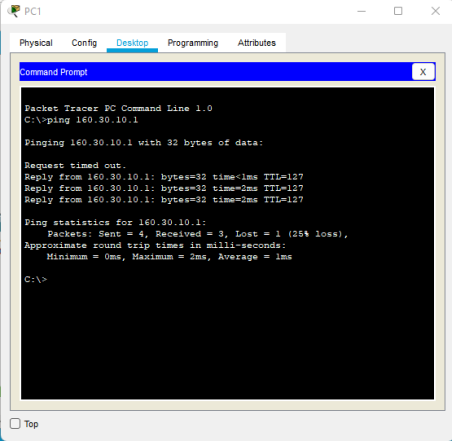 PC1
Physical Config Desktop Programming Attributes
Command Prompt X
Packet Tracer PC Command Line 1.0
C:\>ping 160.30.10.1
Pinging 160.30.10.1 with 32 bytes of data:
Request timed out.
Reply from 160.30.10.1: bytes=32 time<1ms TTL=127
Reply from 160.30.10.1: bytes=32 time=2ms TTL=127
Reply from 160.30.10.1: bytes=32 time=2ms TTL=127
Ping statistics for 160.30.10.1:
Packets: Sent = 4, Received = 3, Lost = 1 (25% loss),
Approximate round trip times in milli-seconds:
Minimum = 0ms, Maximum = 2ms, Average = 1ms
C:\>
Top